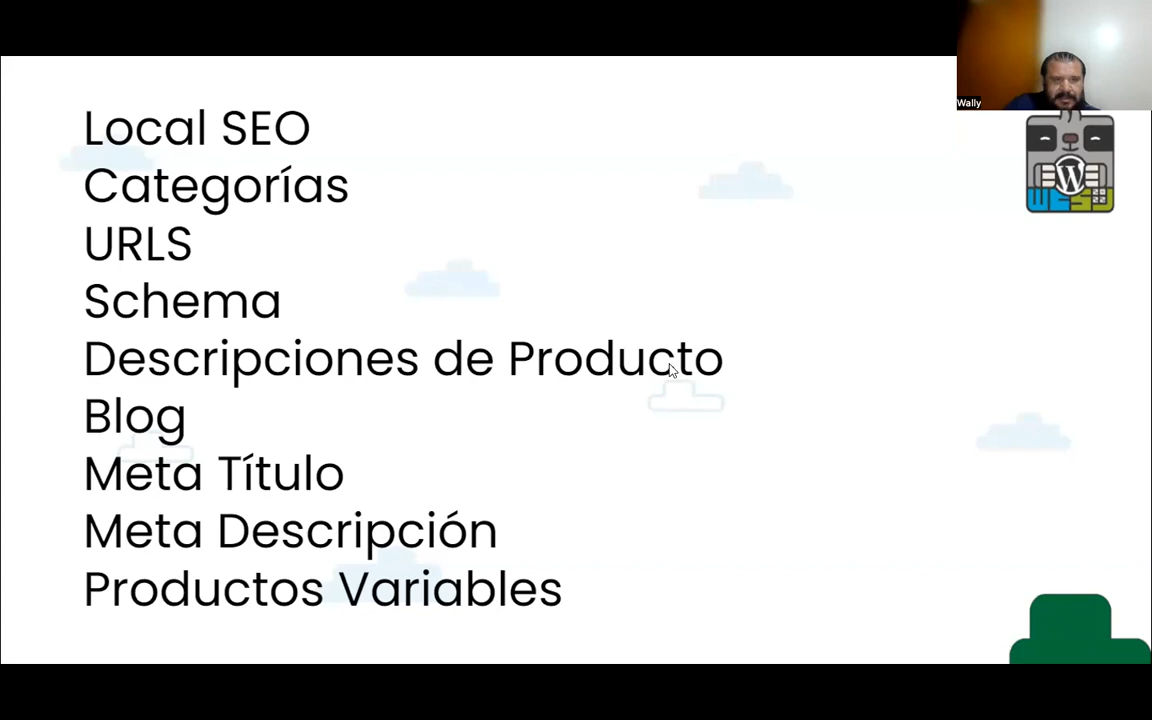 Wally
Local SEO
Categorías
URLS
Schema
Descripciones de Producto
Blog
Meta Título
Meta Descripción
Productos Variables